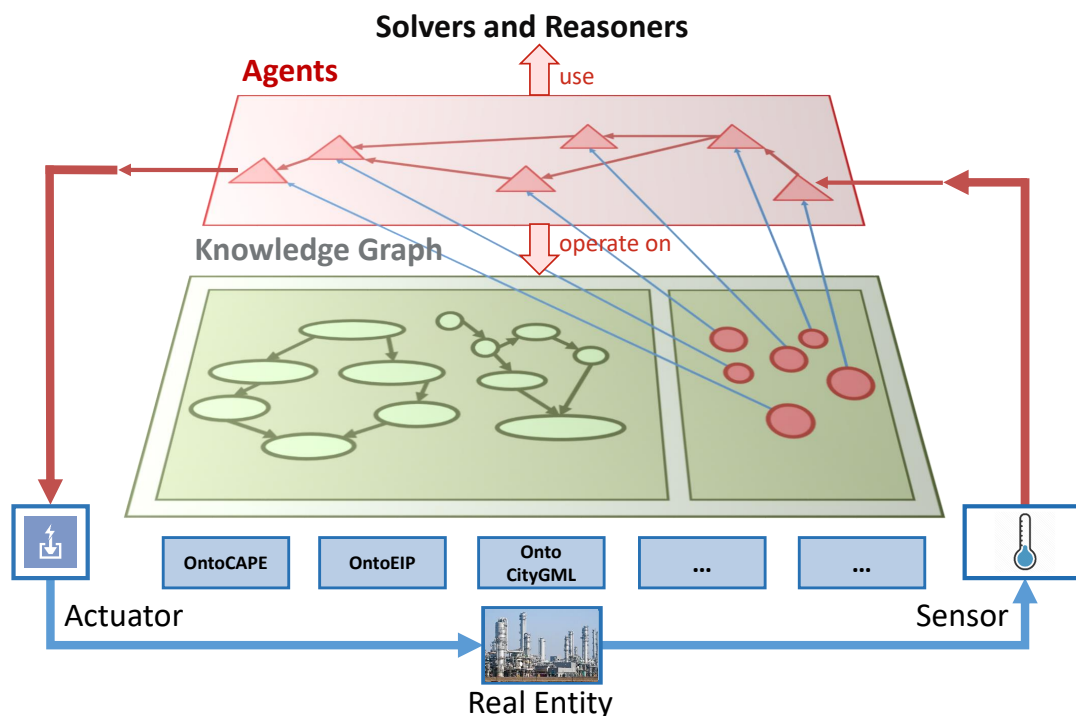 Solvers and Reasoners
use
Agents
operate on
Knowledge Graph
OntoCAPE
OntoEIP
Onto
CityGML
...
...
Actuator
Sensor
Real Entity